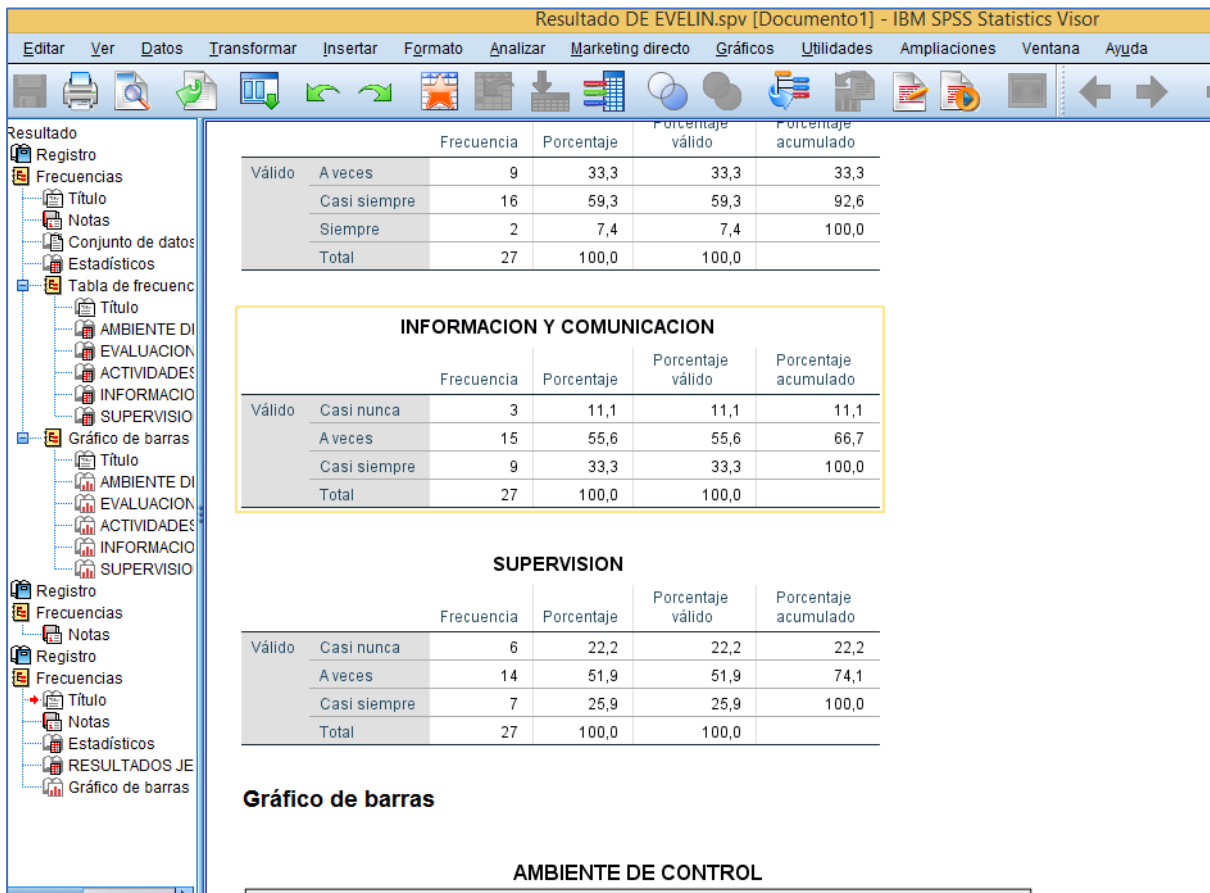 Resultado DE EVELIN.spv [Documento1] - IBM SPSS Statistics Visor
Editar Ver Datos Transformar Insertar Formato Analizar Marketing directo Gráficos Utilidades Ampliaciones Ventana Ayuda
Resultado
Registro
Frecuencias
Título
Notas
Conjunto de datos
Estadísticos
Tabla de frecuenc
Título
AMBIENTE DE
EVALUACION
ACTIVIDADES
INFORMACIO
SUPERVISIO
Gráfico de barras
Título
AMBIENTE DE
EVALUACION
ACTIVIDADES
INFORMACIO
SUPERVISIO
Registro
Frecuencias
Notas
Registro
Frecuencias
Título
Notas
Estadísticos
RESULTADOS JE
Gráfico de barras
Frecuencia Porcentaje Porcentaje válido Porcentaje acumulado
Válido A veces 9 33,3 33,3 33,3
Casi siempre 16 59,3 59,3 92,6
Siempre 2 7,4 7,4 100,0
Total 27 100,0 100,0
INFORMACION Y COMUNICACION
Frecuencia Porcentaje Porcentaje válido Porcentaje acumulado
Válido Casi nunca 3 11,1 11,1 11,1
A veces 15 55,6 55,6 66,7
Casi siempre 9 33,3 33,3 100,0
Total 27 100,0 100,0
SUPERVISION
Frecuencia Porcentaje Porcentaje válido Porcentaje acumulado
Válido Casi nunca 6 22,2 22,2 22,2
A veces 14 51,9 51,9 74,1
Casi siempre 7 25,9 25,9 100,0
Total 27 100,0 100,0
Gráfico de barras
AMBIENTE DE CONTROL